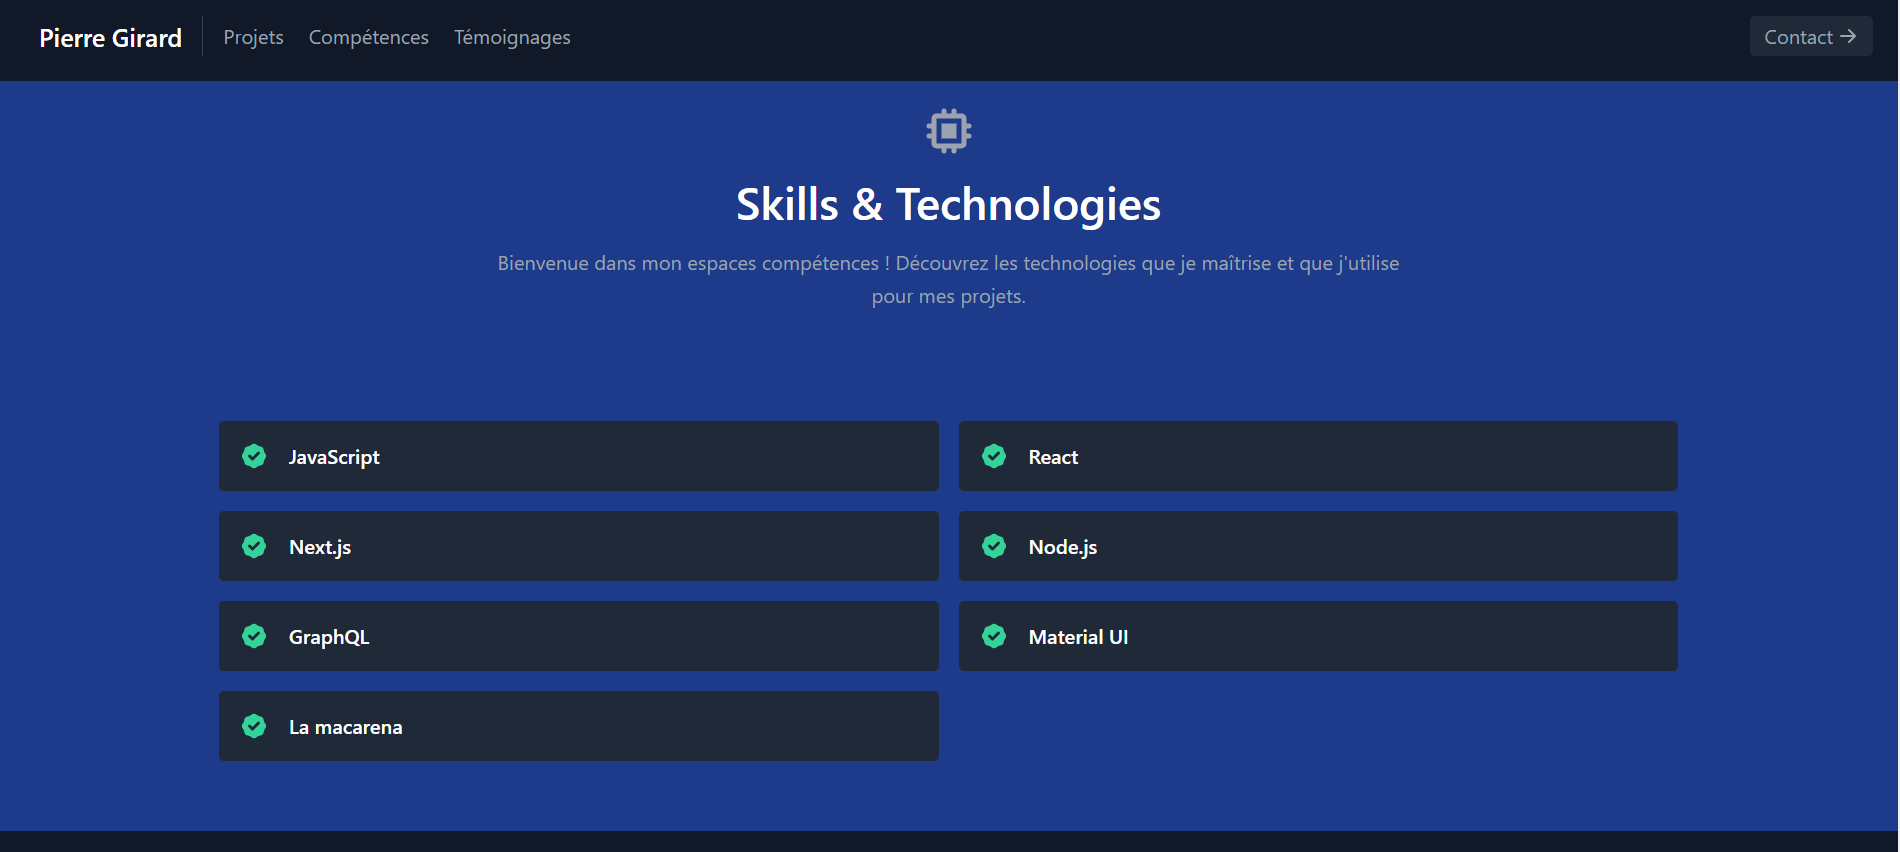 Pierre Girard
Projets
Compétences
Témoignages
Contact →
Skills & Technologies
Bienvenue dans mon espaces compétences ! Découvrez les technologies que je maîtrise et que j'utilise
pour mes projets.
JavaScript
React
Next.js
Node.js
GraphQL
Material UI
La macarena